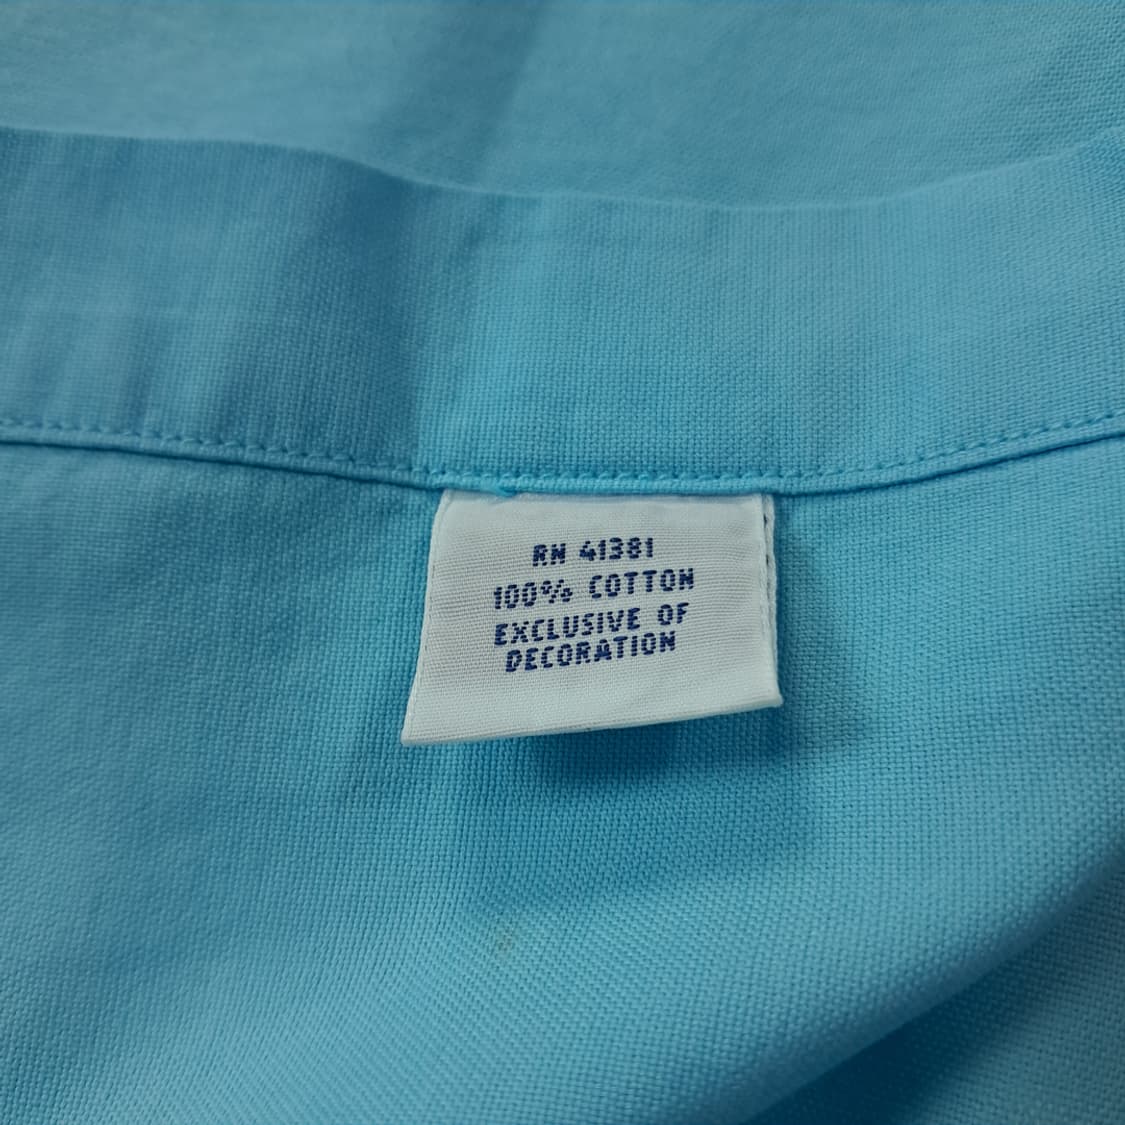 RN 41381
100% COTTON
EXCLUSIVE OF
DECORATION